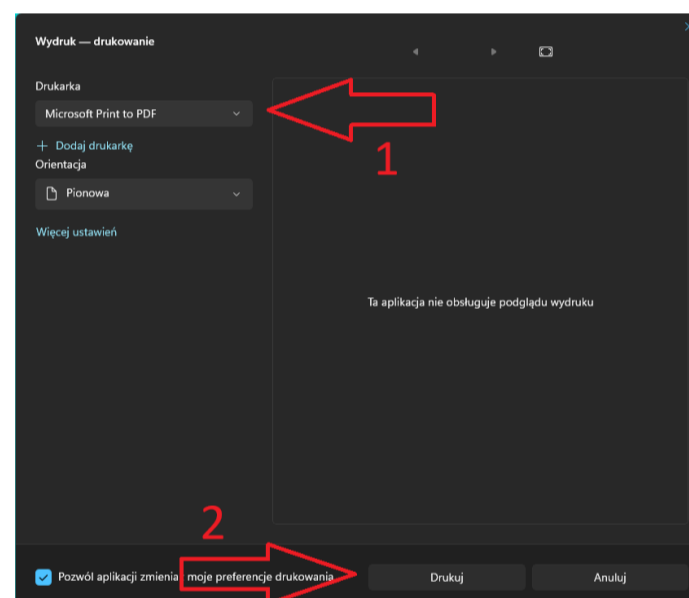 Wydruk — drukowanie
Drukarka
Microsoft Print to PDF
1
+ Dodaj drukarkę
Orientacja
Pionowa
Więcej ustawień
Ta aplikacja nie obsługuje podglądu wydruku
2
Pozwól aplikacji zmienia moje preferencje drukowania
Drukuj
Anuluj